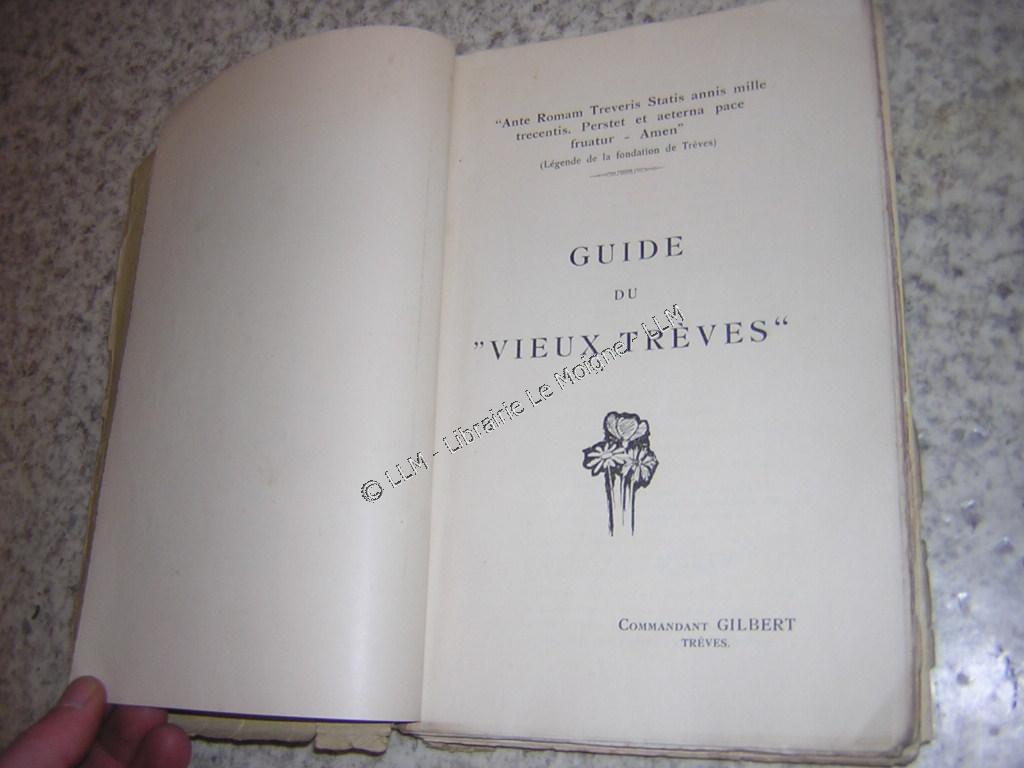 "Ante Romam Treveris Statis annis mille
trecentis. Perstet et aeterna pace
fruatur - Amen"
(Légende de la fondation de Trèves)
GUIDE
DU
"VIEUX TRÈVES"
© LLM - Librairie Le Moigne - LLM
COMMANDANT GILBERT
TRÈVES.